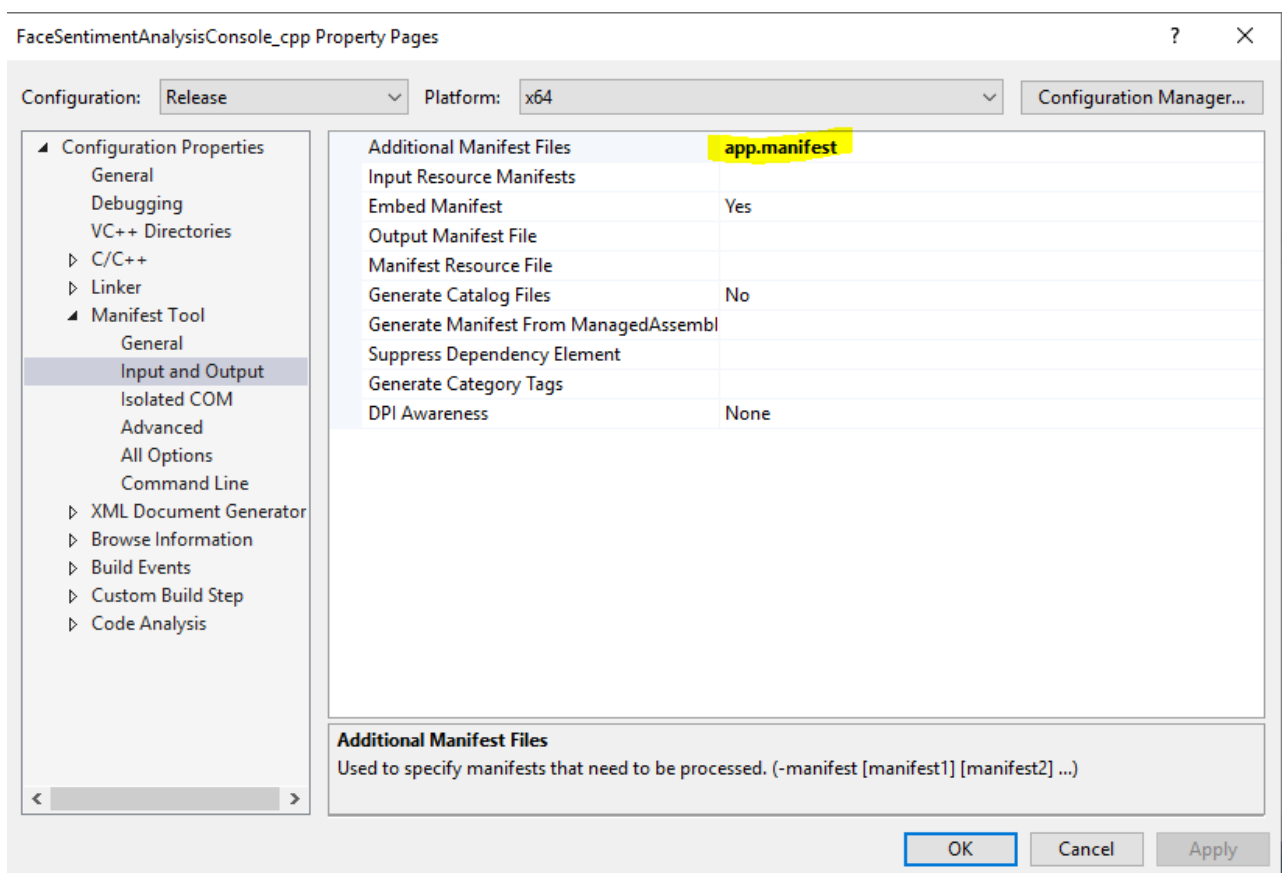 FaceSentimentAnalysisConsole_cpp Property Pages ?
Configuration: Release Platform: x64 Configuration Manager...
Configuration Properties
General
Debugging
VC++ Directories
C/C++
Linker
Manifest Tool
General
Input and Output
Isolated COM
Advanced
All Options
Command Line
XML Document Generator
Browse Information
Build Events
Custom Build Step
Code Analysis
Additional Manifest Files app.manifest
Input Resource Manifests
Embed Manifest Yes
Output Manifest File
Manifest Resource File
Generate Catalog Files No
Generate Manifest From ManagedAssembl
Suppress Dependency Element
Generate Category Tags
DPI Awareness None
Additional Manifest Files
Used to specify manifests that need to be processed. (-manifest [manifest1] [manifest2] ...)
OK Cancel Apply